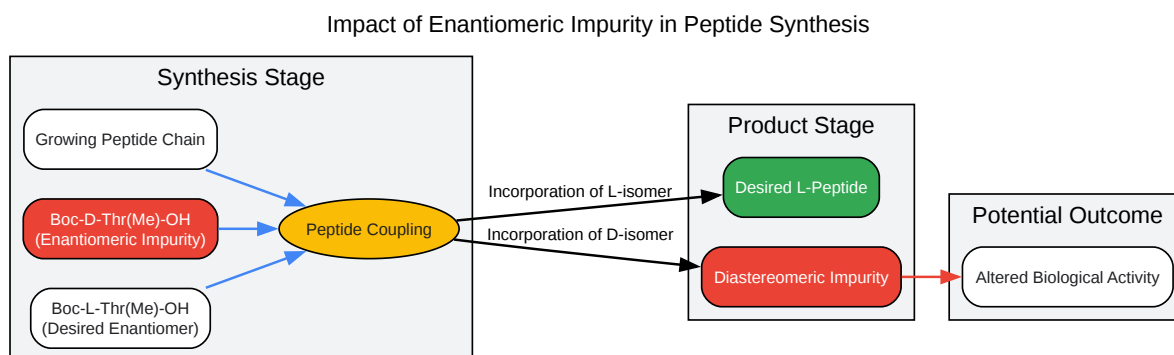 Impact of Enantiomeric Impurity in Peptide Synthesis
Synthesis Stage
Growing Peptide Chain
Boc-D-Thr(Me)-OH
(Enantiomeric Impurity)
Boc-L-Thr(Me)-OH
(Desired Enantiomer)
Peptide Coupling
Incorporation of L-isomer
Incorporation of D-isomer
Product Stage
Desired L-Peptide
Diastereomeric Impurity
Potential Outcome
Altered Biological Activity